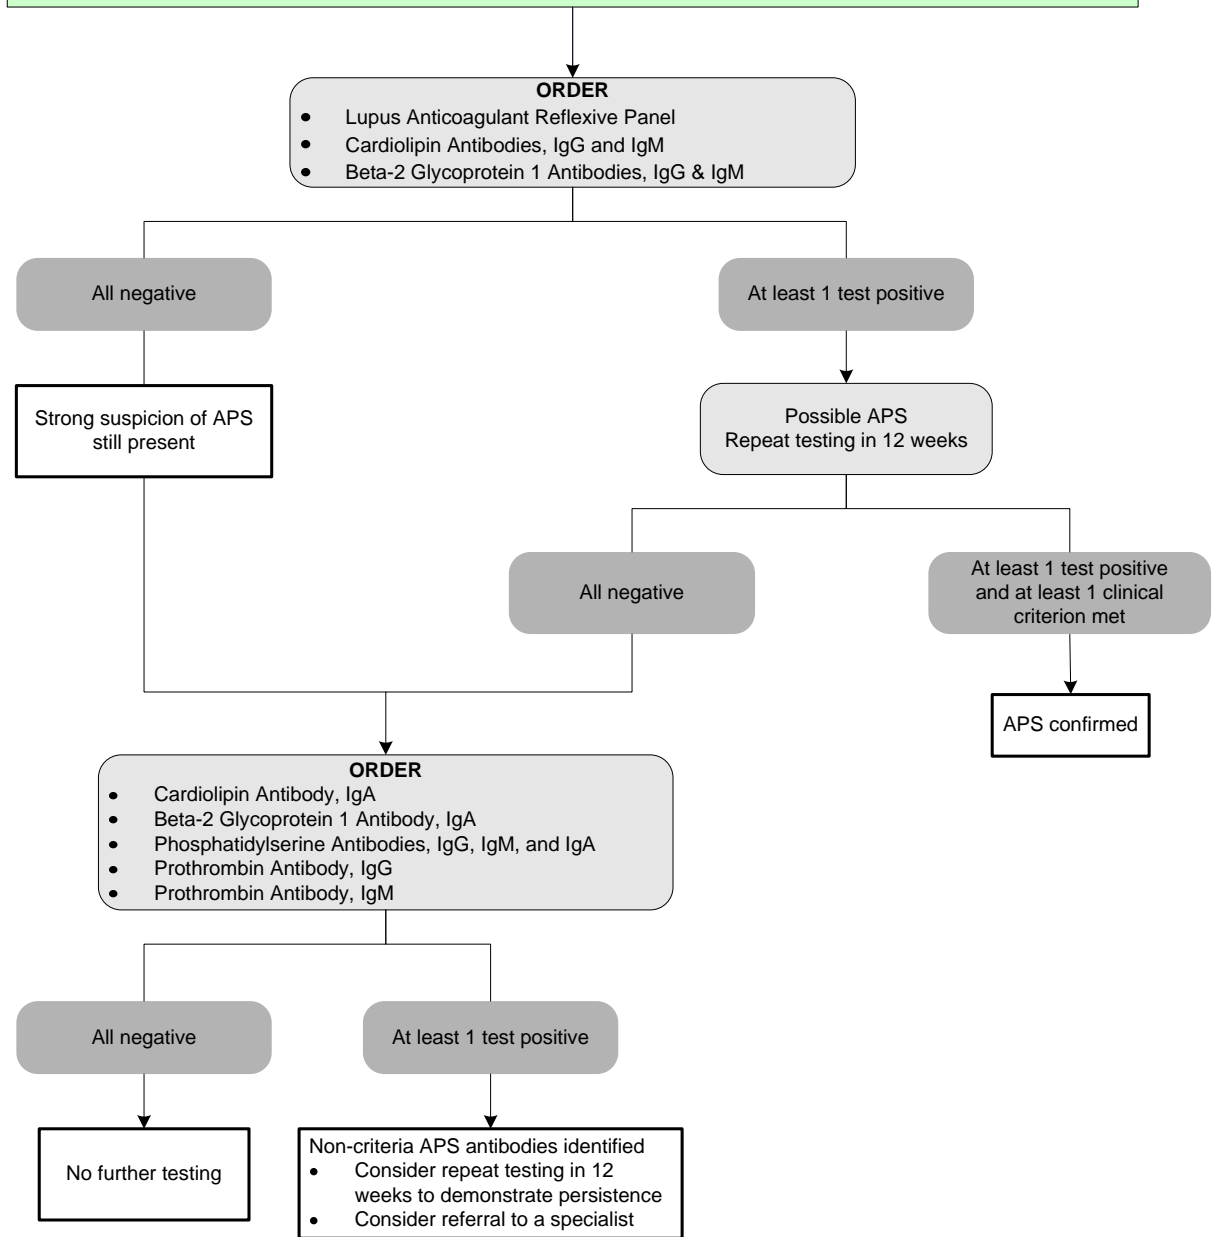 ORDER
• Lupus Anticoagulant Reflexive Panel
• Cardiolipin Antibodies, IgG and IgM
• Beta-2 Glycoprotein 1 Antibodies, IgG & IgM
All negative
At least 1 test positive
Strong suspicion of APS
still present
Possible APS
Repeat testing in 12 weeks
All negative
At least 1 test positive
and at least 1 clinical
criterion met
APS confirmed
ORDER
• Cardiolipin Antibody, IgA
• Beta-2 Glycoprotein 1 Antibody, IgA
• Phosphatidylserine Antibodies, IgG, IgM, and IgA
• Prothrombin Antibody, IgG
• Prothrombin Antibody, IgM
All negative
At least 1 test positive
No further testing
Non-criteria APS antibodies identified
• Consider repeat testing in 12
weeks to demonstrate persistence
• Consider referral to a specialist